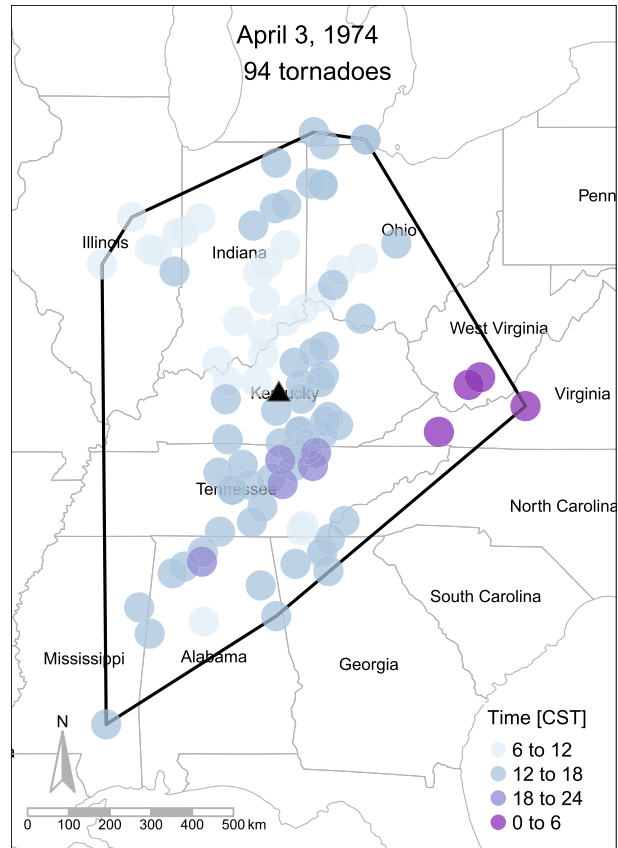 April 3, 1974
94 tornadoes
Penn
Ohio
Illinois
Indiana
West Virginia
Kentucky
Virginia
Tennessee
North Carolina
South Carolina
Mississippi
Alabama
Georgia
N
Time [CST]
6 to 12
12 to 18
18 to 24
0 to 6
0 100 200 300 400 500 km